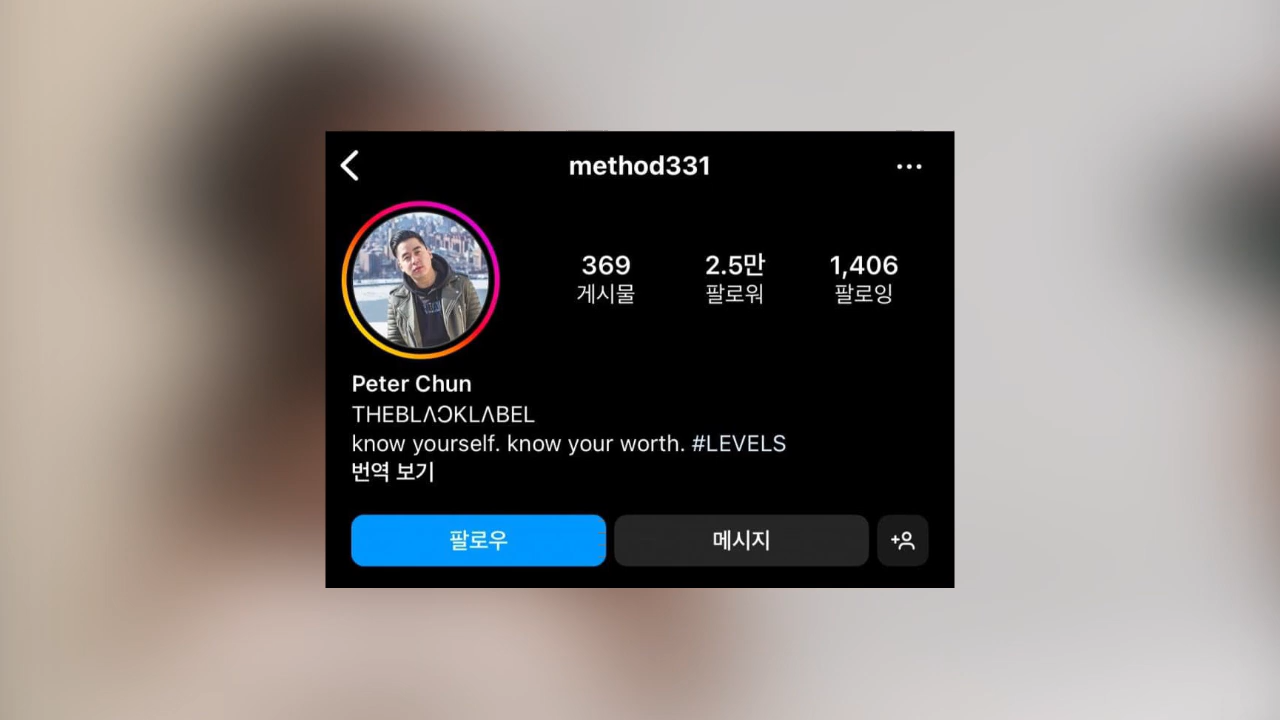 method331
369
게시물
2.5만
팔로워
1,406
팔로잉
Peter Chun
THEBLΛƆKLΛBEL
know yourself. know your worth. #LEVELS
번역 보기
팔로우
메시지